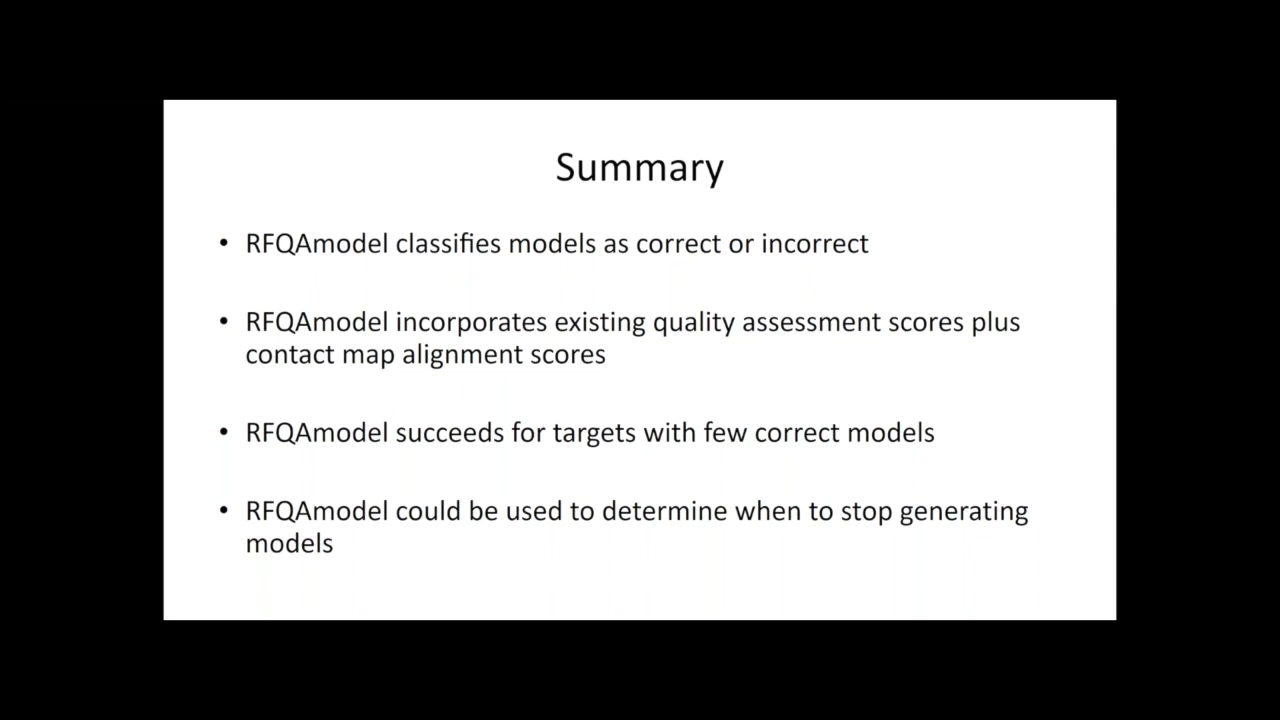 Summary
• RFQAmodel classifies models as correct or incorrect
• RFQAmodel incorporates existing quality assessment scores plus
contact map alignment scores
• RFQAmodel succeeds for targets with few correct models
• RFQAmodel could be used to determine when to stop generating
models